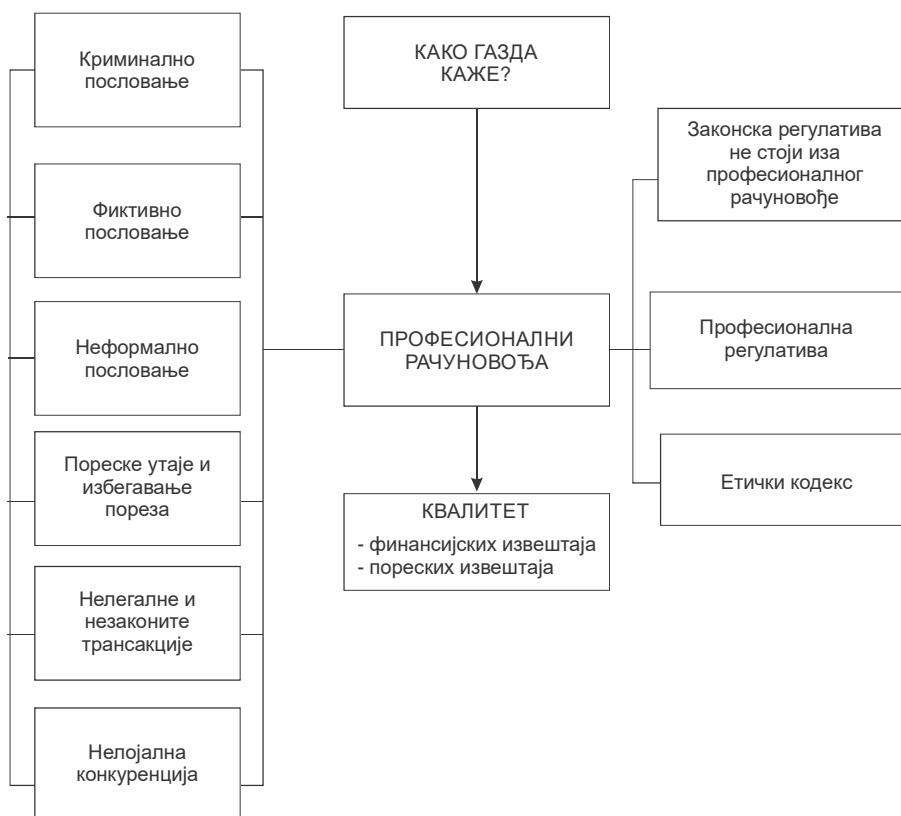 Криминално
пословање
Фиктивно
пословање
Неформално
пословање
Пореске утаје и
избегавање
пореза
Нелегалне и
незаконите
трансакције
Нелојална
конкуренција
КАКО ГАЗДА
КАЖЕ?
ПРОФЕСИОНАЛНИ
РАЧУНОВОЂА
КВАЛИТЕТ
- финансијских извештаја
- пореских извештаја
Законска регулатива
не стоји иза
професионалног
рачуновође
Професионална
регулатива
Етички кодекс